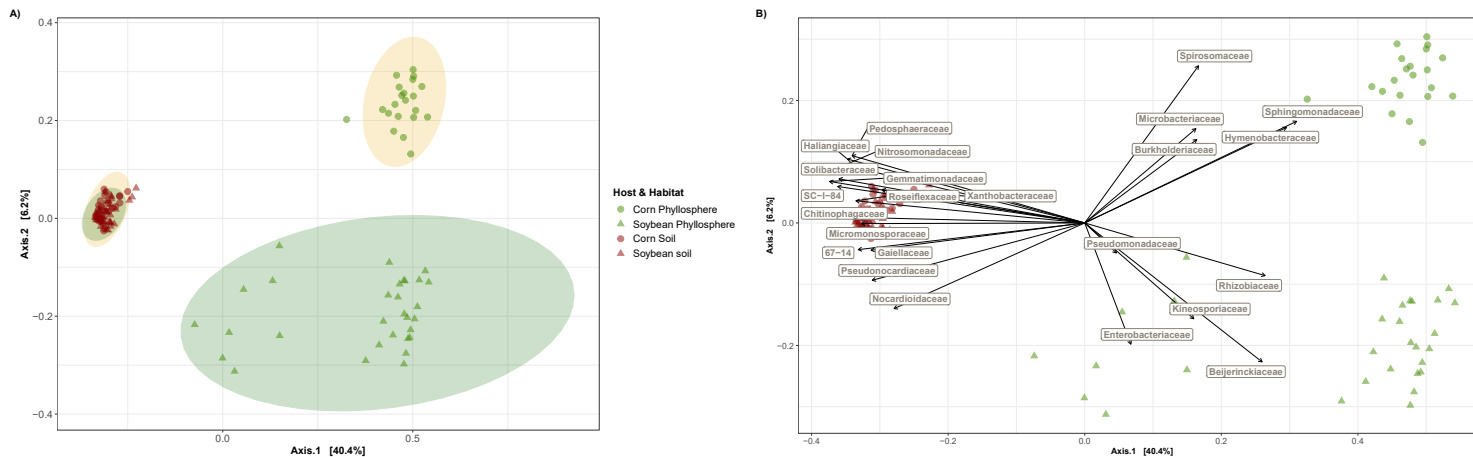 A)
0.4
0.2
0.0
−0.2
−0.4
Axis.2 [6.2%]
0.0
0.5
Axis.1 [40.4%]
Host & Habitat
Corn Phyllosphere
Soybean Phyllosphere
Corn Soil
Soybean soil
B)
0.2
0.0
−0.2
Axis.2 [6.2%]
Spirosomaceae
Microbacteriaceae
Sphingomonadaceae
Hymenobacteraceae
Burkholderiaceae
Pedosphaeraceae
Haliangiaceae
Nitrosomonadaceae
Solibacteraceae
Gemmatimonadaceae
SC−I−84
Roseiflexaceae
Xanthobacteraceae
Chitinophagaceae
Micromonosporaceae
67−14
Gaiellaceae
Pseudonocardiaceae
Nocardioidaceae
Pseudomonadaceae
Rhizobiaceae
Kineosporiaceae
Enterobacteriaceae
Beijerinckiaceae
−0.4
−0.2
0.0
0.2
0.4
Axis.1 [40.4%]